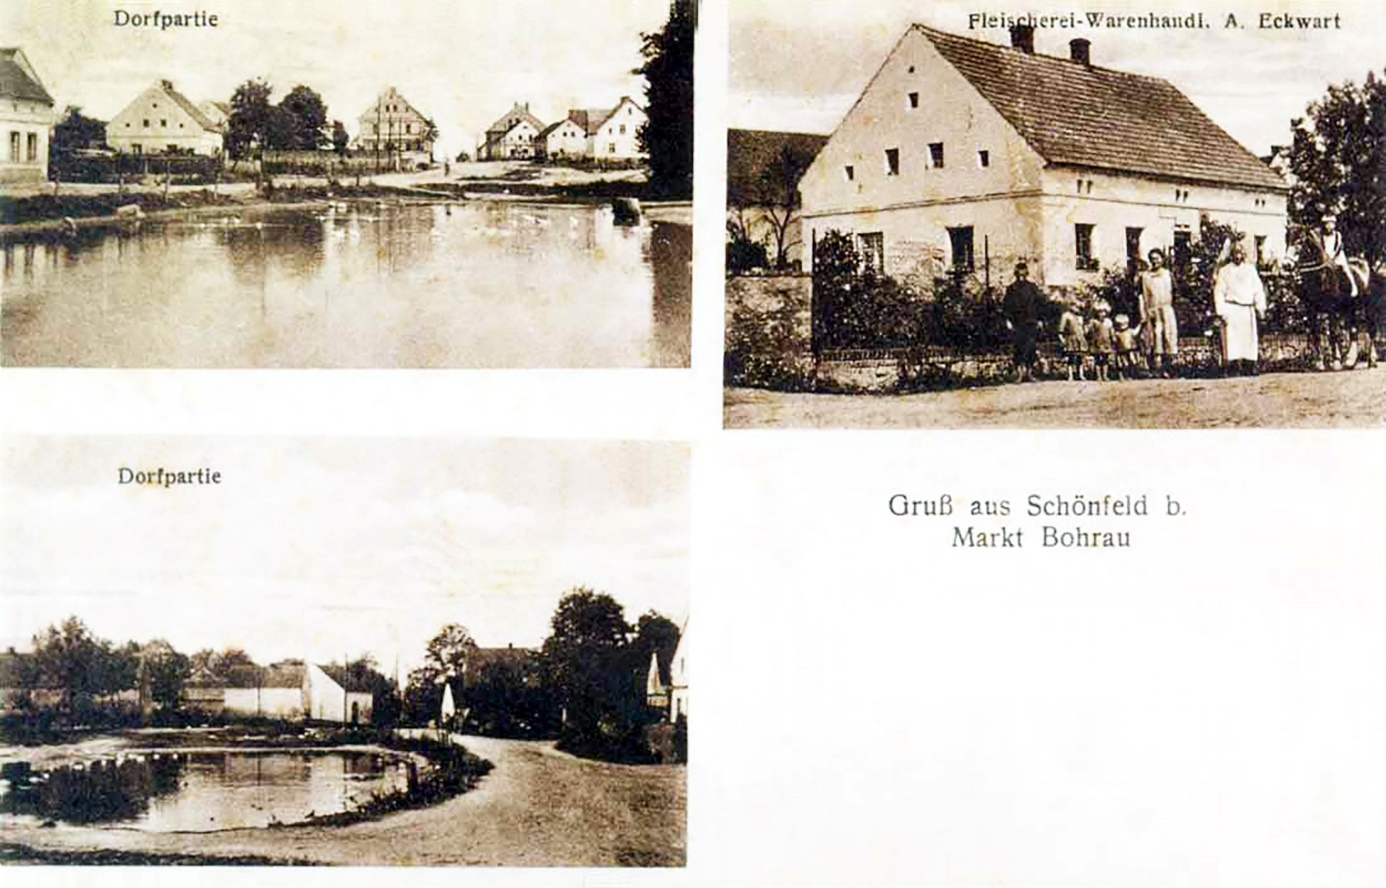 Dorfpartie
Fleischerei-Warenhandl. A. Eckwart
Dorfpartie
Gruß aus Schönfeld b.
Markt Bohrau